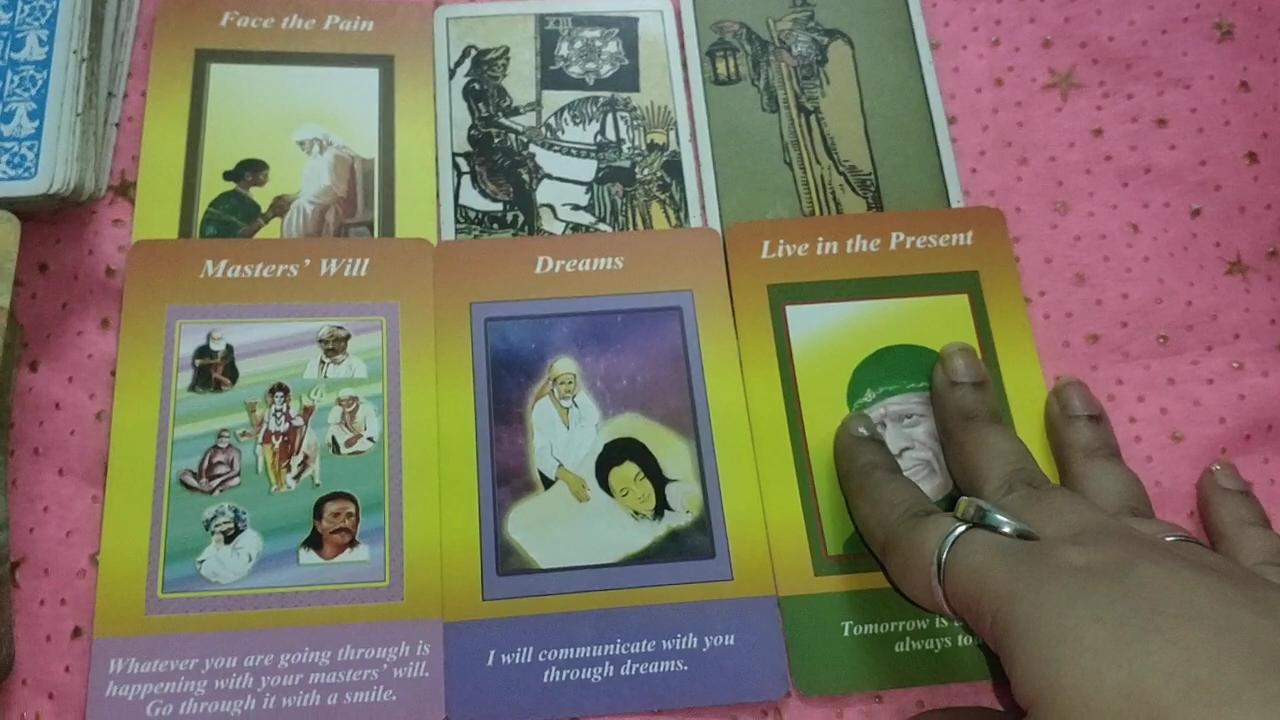 Face the Pain
XIII
Masters' Will
Dreams
Live in the Present
Whatever you are going through is
happening with your masters' will.
Go through it with a smile.
I will communicate with you
through dreams.
Tomorrow is
always